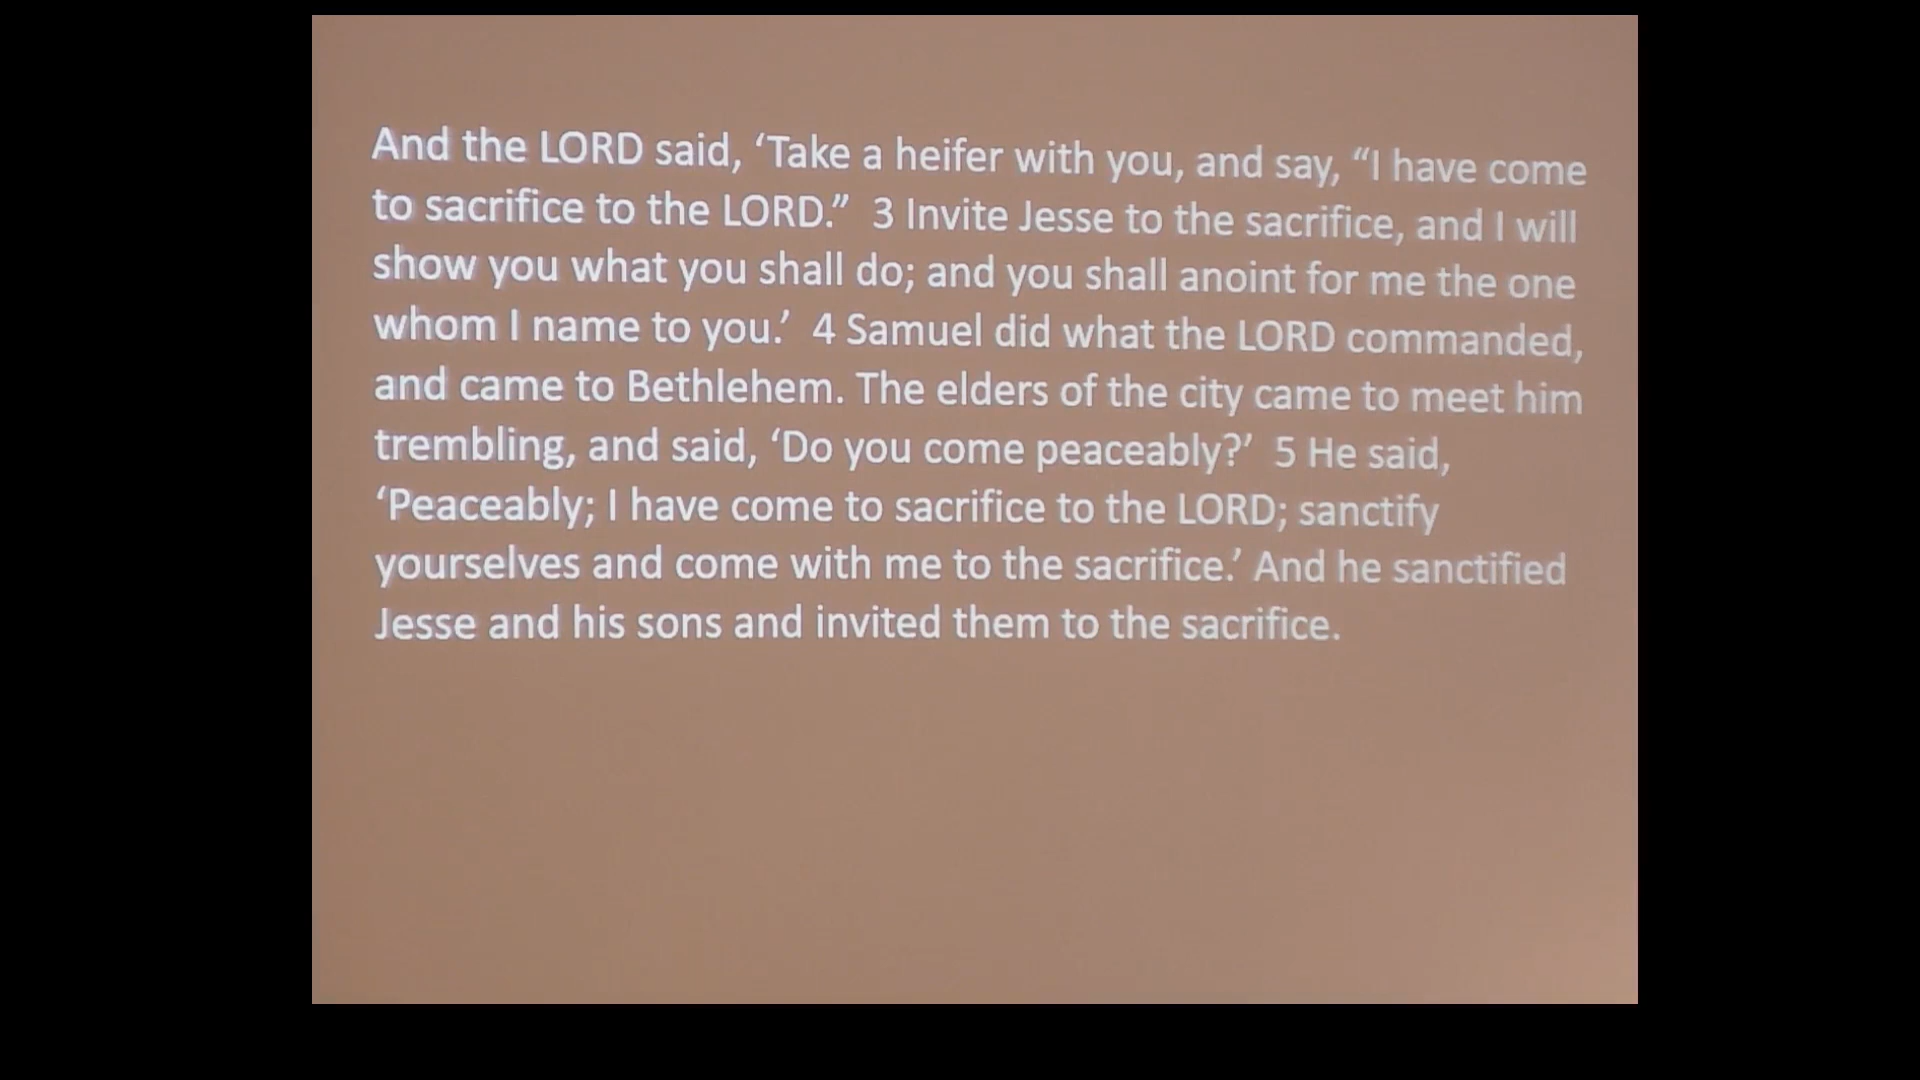 And the LORD said, ‘Take a heifer with you, and say, “I have come
to sacrifice to the LORD.”  3 Invite Jesse to the sacrifice, and I will
show you what you shall do; and you shall anoint for me the one
whom I name to you.’  4 Samuel did what the LORD commanded,
and came to Bethlehem. The elders of the city came to meet him
trembling, and said, ‘Do you come peaceably?’  5 He said,
‘Peaceably; I have come to sacrifice to the LORD; sanctify
yourselves and come with me to the sacrifice.’ And he sanctified
Jesse and his sons and invited them to the sacrifice.